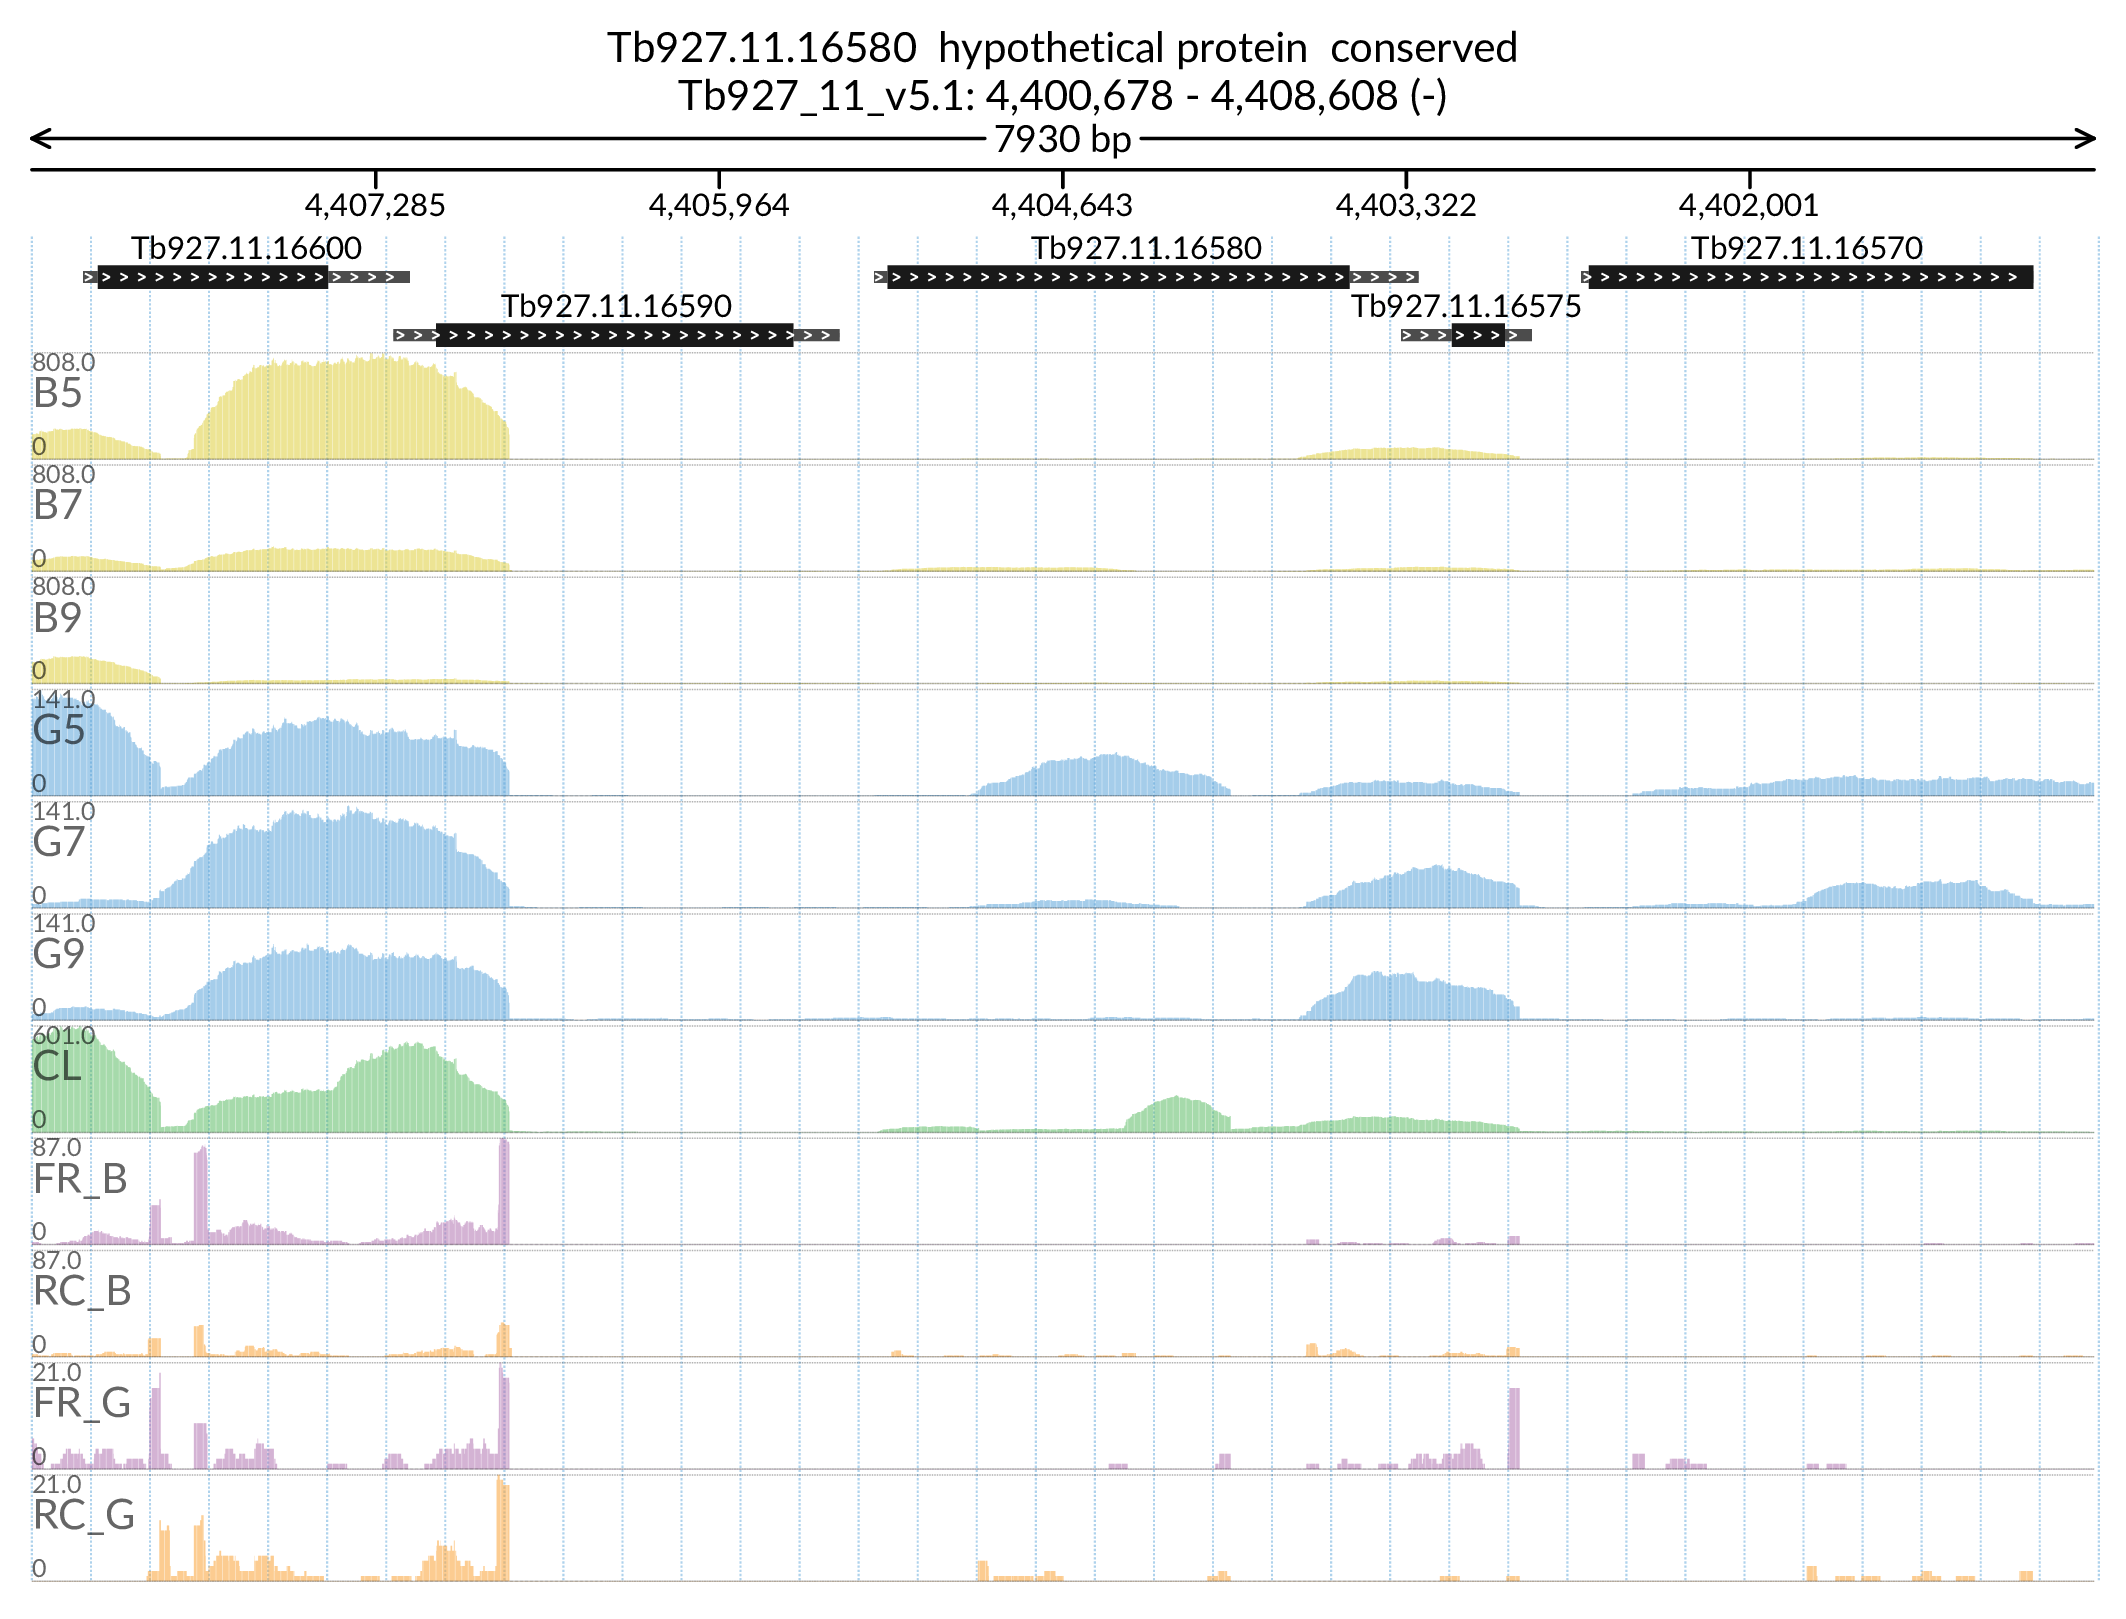 Tb927.11.16580  hypothetical protein  conserved
Tb927_11_v5.1: 4,400,678 - 4,408,608 (-)
7930 bp
4,407,285 4,405,964 4,404,643 4,403,322 4,402,001
Tb927.11.16600 Tb927.11.16580 Tb927.11.16570
Tb927.11.16590 Tb927.11.16575
808.0
B5
0
808.0
B7
0
808.0
B9
0
141.0
G5
0
141.0
G7
0
141.0
G9
0
601.0
CL
0
87.0
FR_B
0
87.0
RC_B
0
21.0
FR_G
0
21.0
RC_G
0